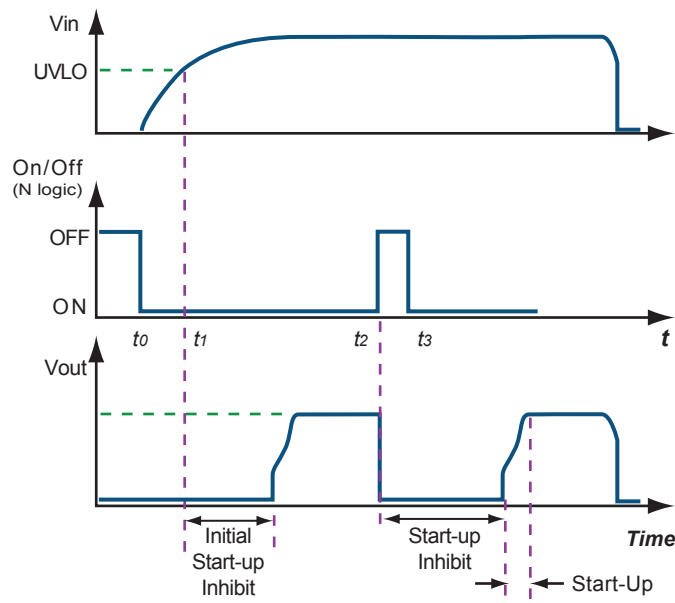 Vin
UVLO
On/Off
(N logic)
OFF
ON
t0 t1 t2 t3 t
Vout
Initial
Start-up
Inhibit
Start-up
Inhibit
Time
Start-Up